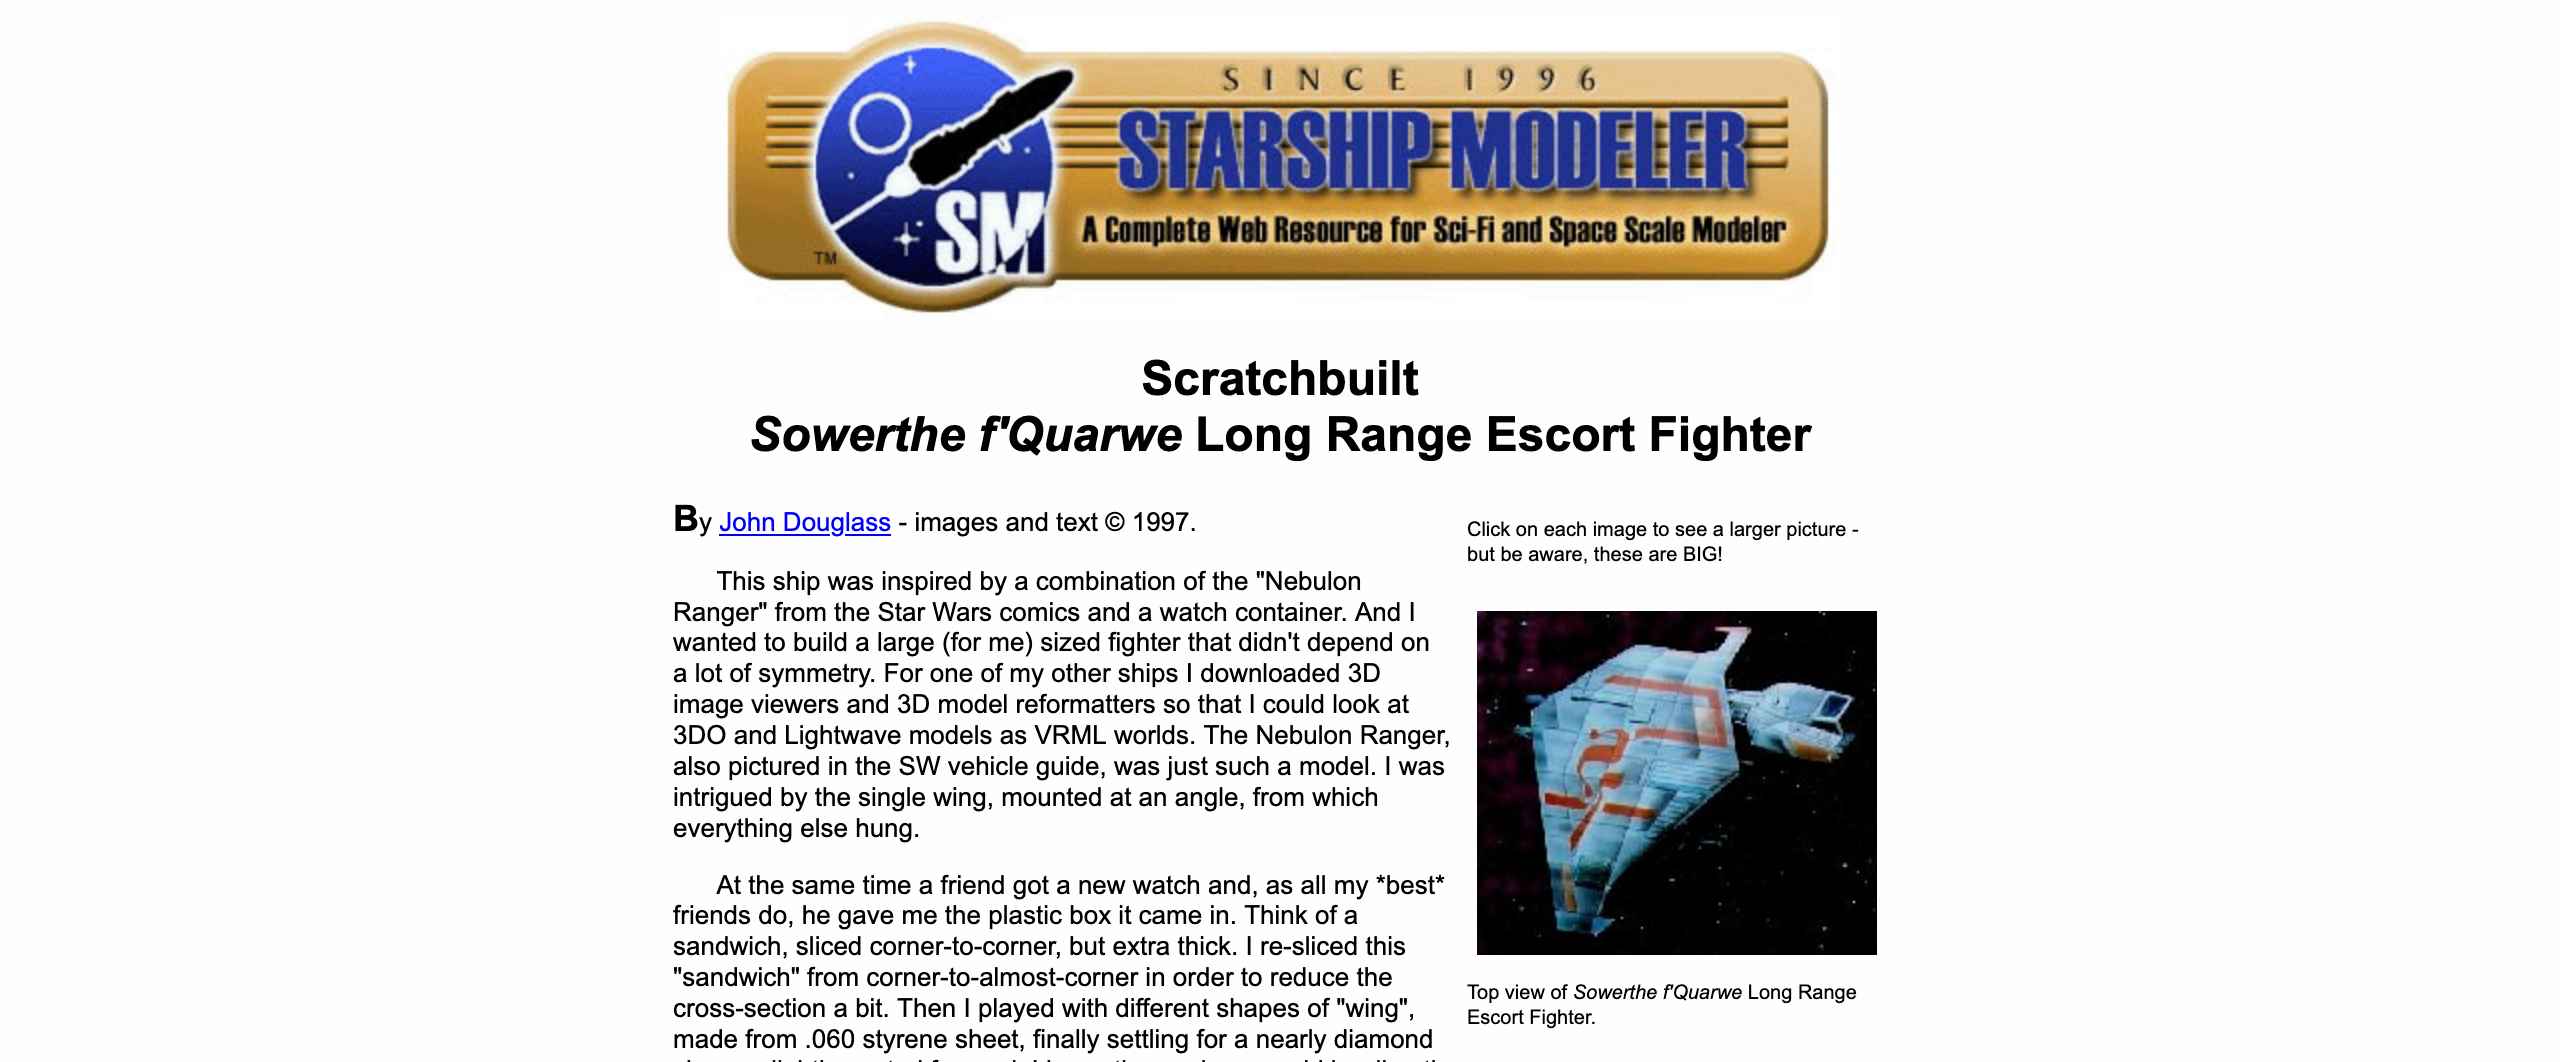 SINCE 1996
STARSHIP MODELER
A Complete Web Resource for Sci-Fi and Space Scale Modeler
SM
TM
Scratchbuilt
Sowerthe f'Quarwe Long Range Escort Fighter
By John Douglass - images and text © 1997.
This ship was inspired by a combination of the "Nebulon
Ranger" from the Star Wars comics and a watch container. And I
wanted to build a large (for me) sized fighter that didn't depend on
a lot of symmetry. For one of my other ships I downloaded 3D
image viewers and 3D model reformatters so that I could look at
3DO and Lightwave models as VRML worlds. The Nebulon Ranger,
also pictured in the SW vehicle guide, was just such a model. I was
intrigued by the single wing, mounted at an angle, from which
everything else hung.
At the same time a friend got a new watch and, as all my *best*
friends do, he gave me the plastic box it came in. Think of a
sandwich, sliced corner-to-corner, but extra thick. I re-sliced this
"sandwich" from corner-to-almost-corner in order to reduce the
cross-section a bit. Then I played with different shapes of "wing",
made from .060 styrene sheet, finally settling for a nearly diamond
Click on each image to see a larger picture -
but be aware, these are BIG!
Top view of Sowerthe f'Quarwe Long Range
Escort Fighter.